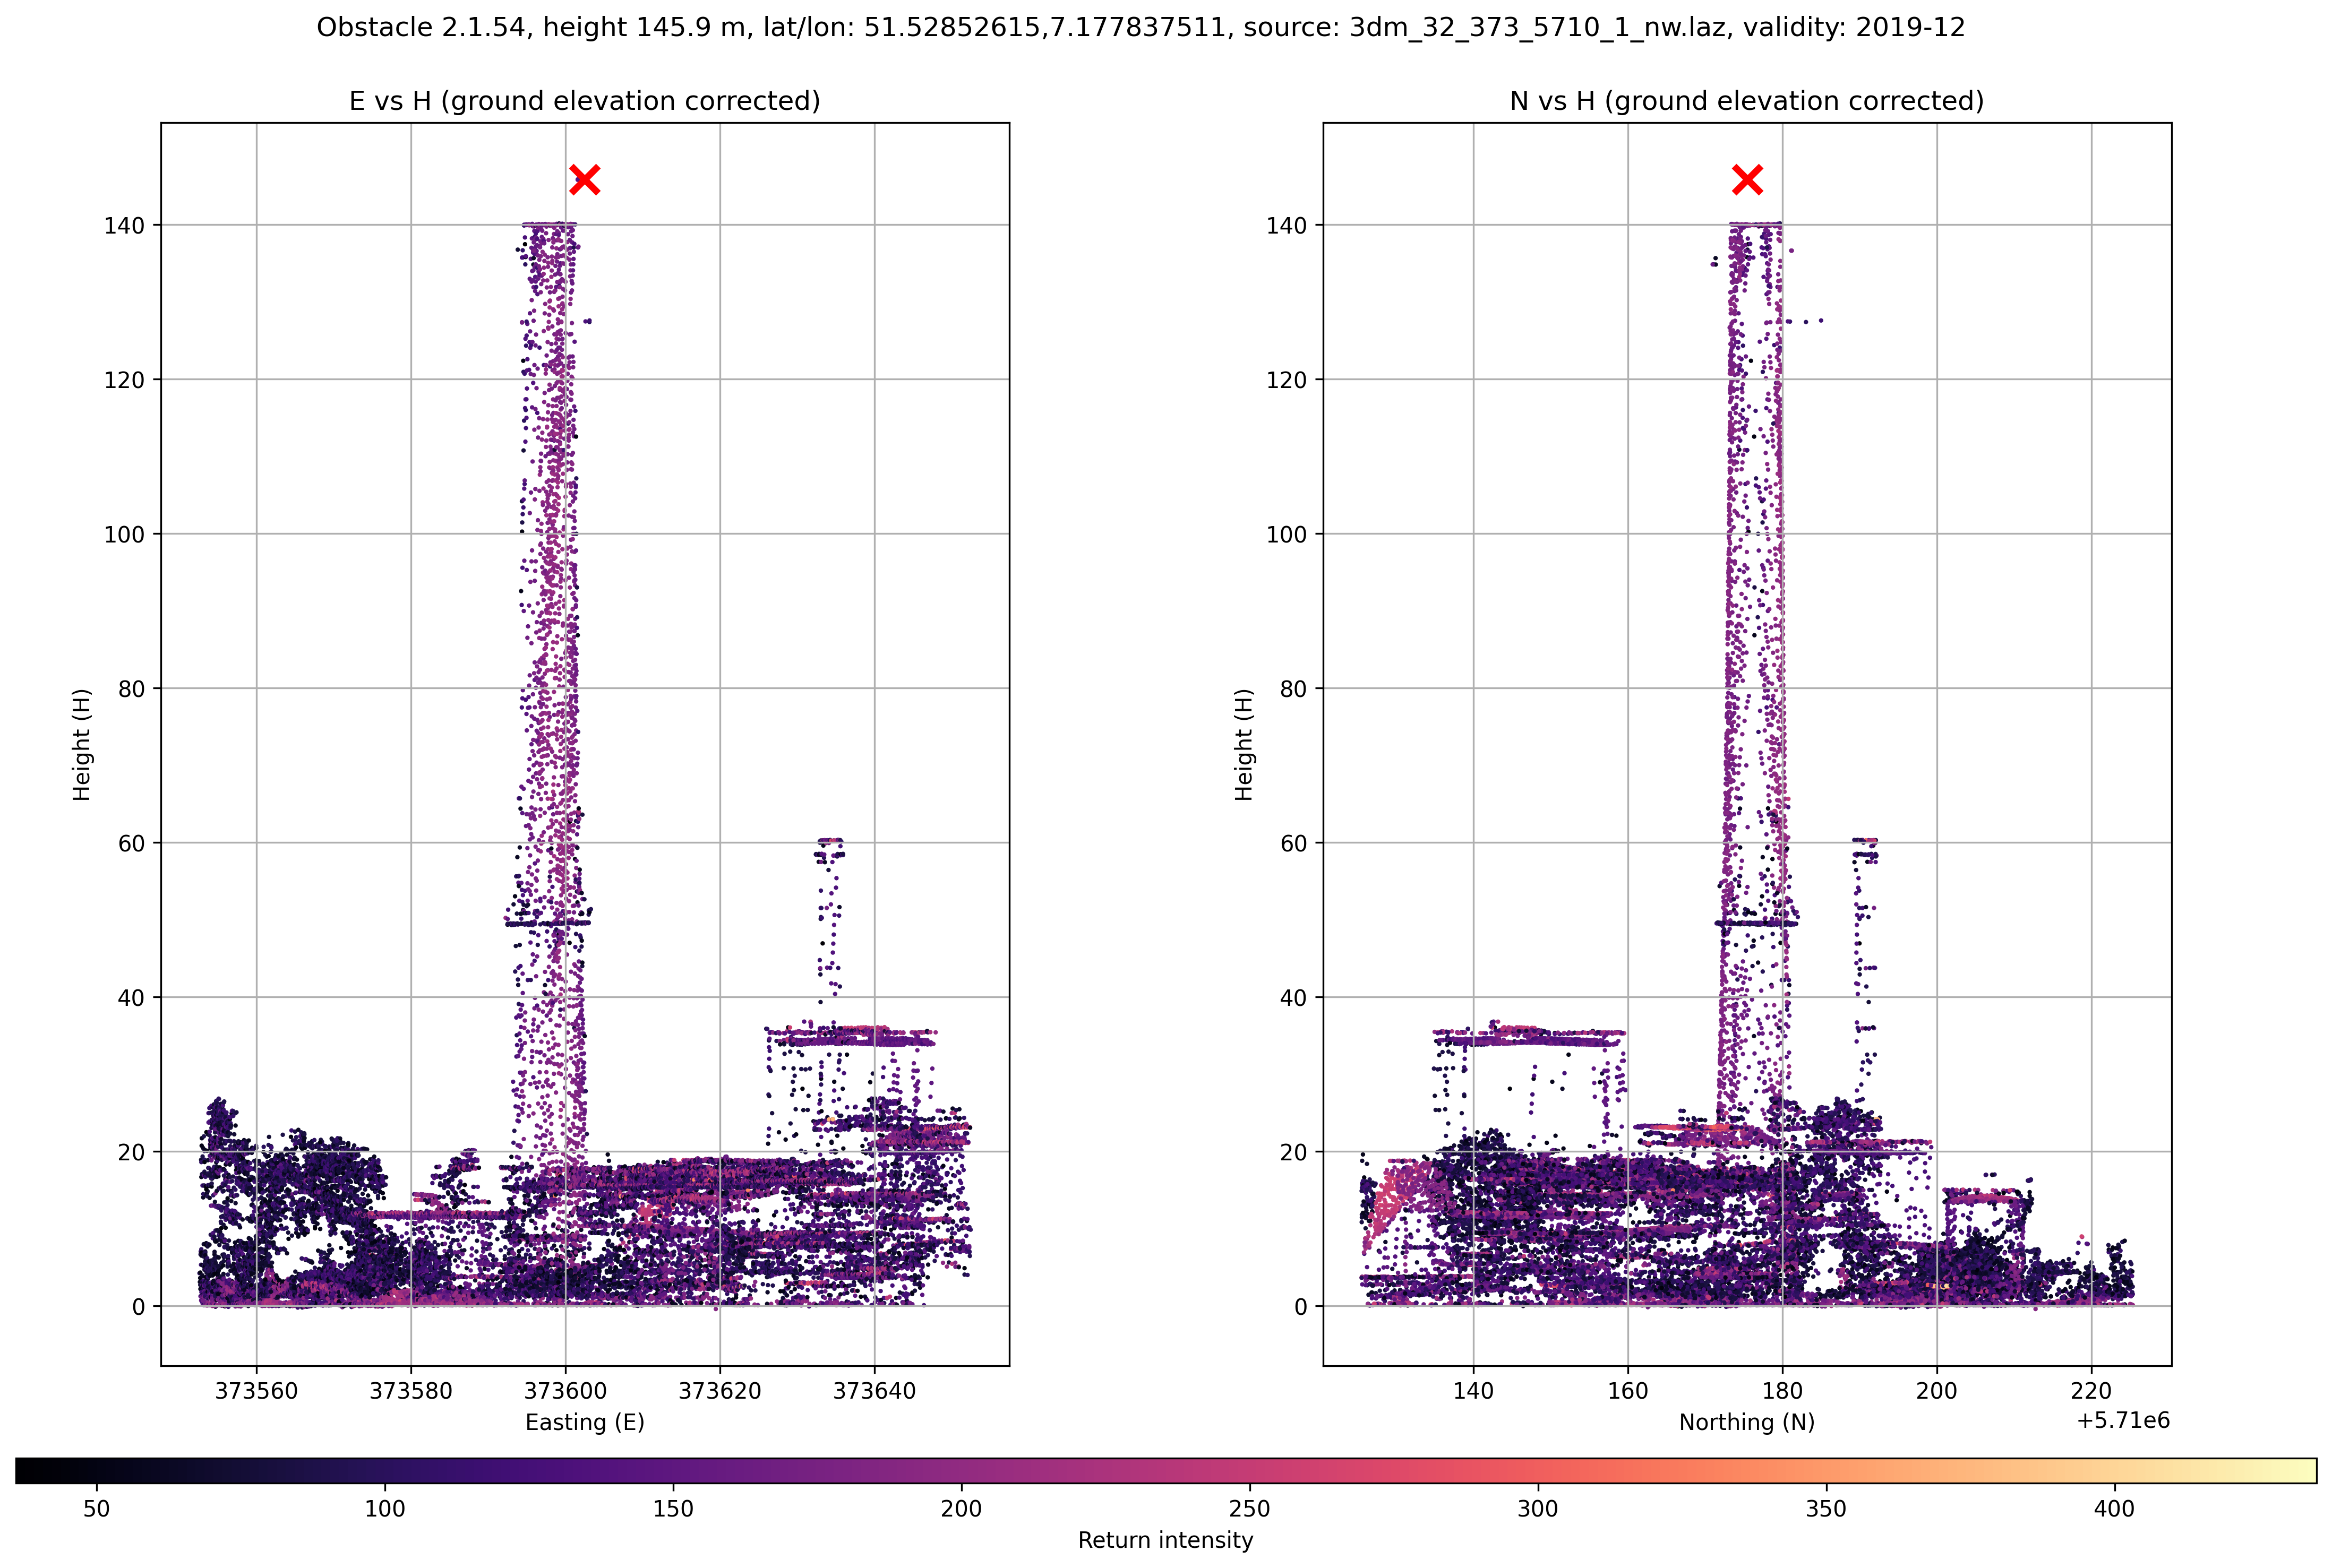 Obstacle 2.1.54, height 145.9 m, lat/lon: 51.52852615,7.177837511, source: 3dm_32_373_5710_1_nw.laz, validity: 2019-12
E vs H (ground elevation corrected)
140
120
100
80
60
40
20
0
Height (H)
373560 373580 373600 373620 373640
Easting (E)
N vs H (ground elevation corrected)
140
120
100
80
60
40
20
0
Height (H)
140 160 180 200 220
+5.71e6
Northing (N)
50 100 150 200 250 300 350 400
Return intensity